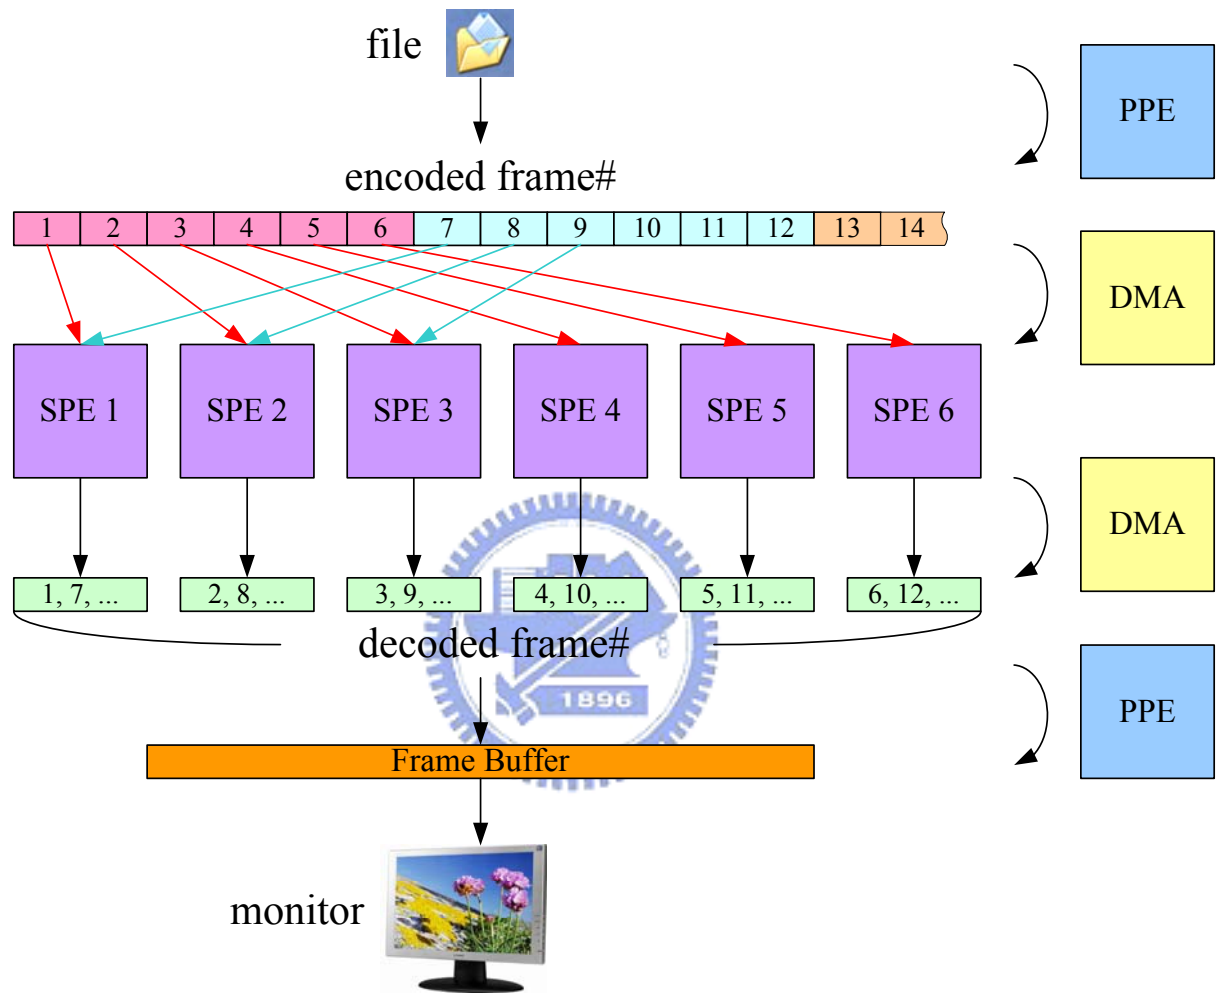 file
PPE
encoded frame#
1 2 3 4 5 6 7 8 9 10 11 12 13 14
DMA
SPE 1 SPE 2 SPE 3 SPE 4 SPE 5 SPE 6
DMA
1, 7, ... 2, 8, ... 3, 9, ... 4, 10, ... 5, 11, ... 6, 12, ...
decoded frame#
1896
PPE
Frame Buffer
monitor